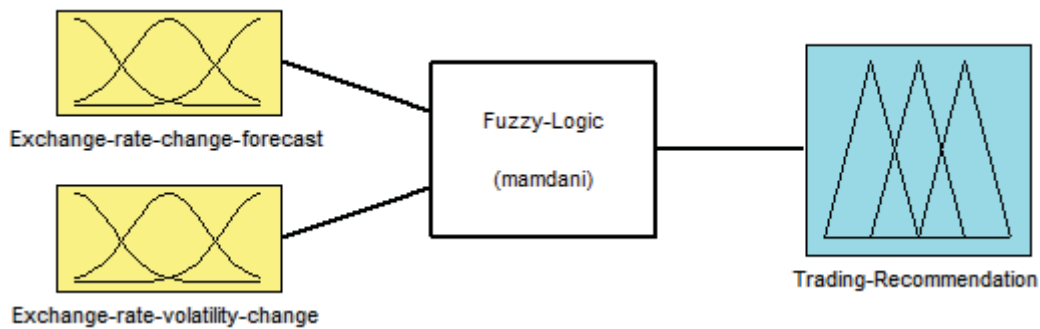 Exchange-rate-change-forecast
Fuzzy-Logic
(mamdani)
Exchange-rate-volatility-change
Trading-Recommendation